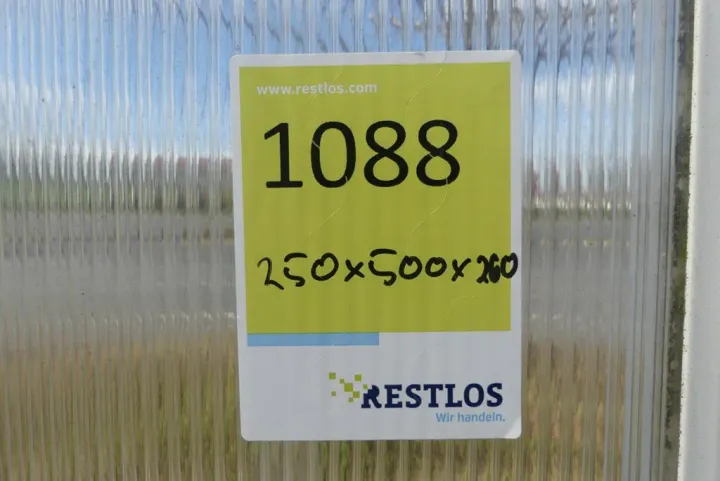 www.restlos.com
1088
250x500x260
RESTLOS
Wir handeln.